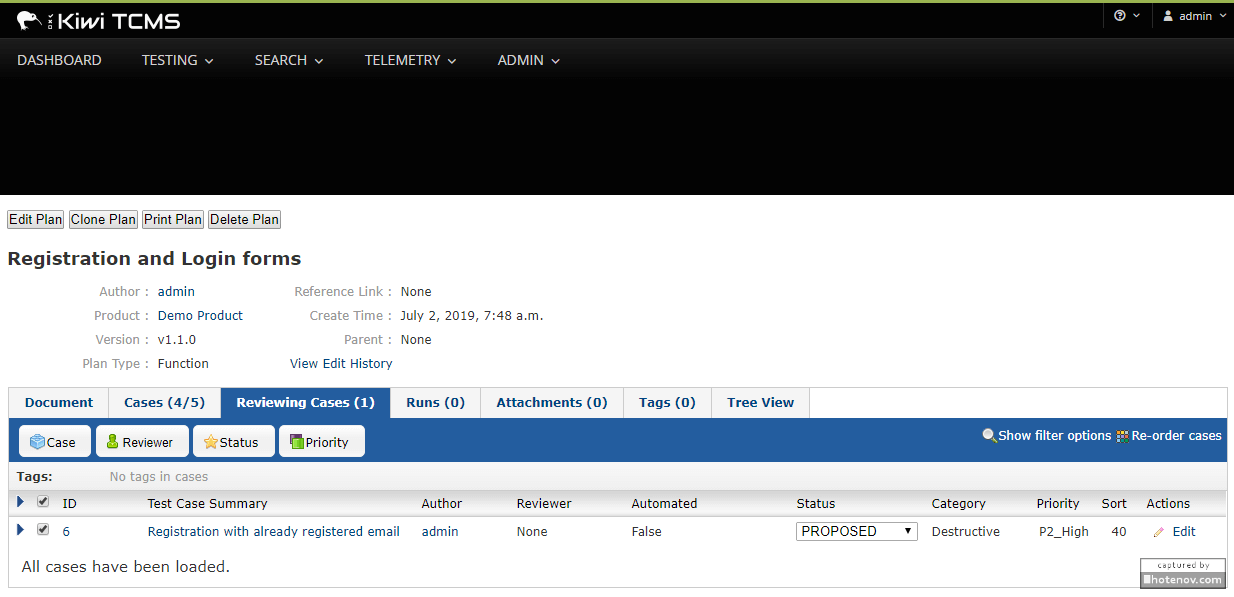 Kiwi TCMS
admin
DASHBOARD TESTING SEARCH TELEMETRY ADMIN
Edit Plan Clone Plan Print Plan Delete Plan
Registration and Login forms
Author : admin Reference Link : None
Product : Demo Product Create Time : July 2, 2019, 7:48 a.m.
Version : v1.1.0 Parent : None
Plan Type : Function View Edit History
Document Cases (4/5) Reviewing Cases (1) Runs (0) Attachments (0) Tags (0) Tree View
Case Reviewer Status Priority Show filter options Re-order cases
Tags: No tags in cases
ID Test Case Summary Author Reviewer Automated Status Category Priority Sort Actions
6 Registration with already registered email admin None False PROPOSED Destructive P2_High 40 Edit
All cases have been loaded.
captured by
hotenov.com